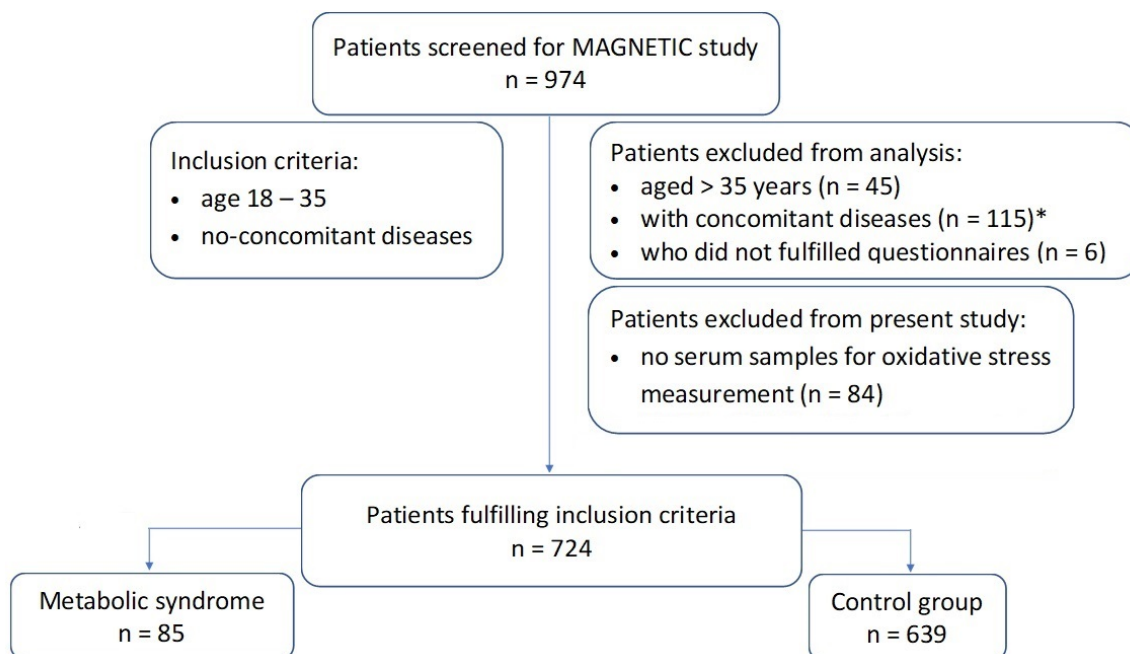 Patients screened for MAGNETIC study
n = 974
Inclusion criteria:
• age 18 – 35
• no-concomitant diseases
Patients excluded from analysis:
• aged > 35 years (n = 45)
• with concomitant diseases (n = 115)*
• who did not fulfilled questionnaires (n = 6)
Patients excluded from present study:
• no serum samples for oxidative stress
measurement (n = 84)
Patients fulfilling inclusion criteria
n = 724
Metabolic syndrome
n = 85
Control group
n = 639